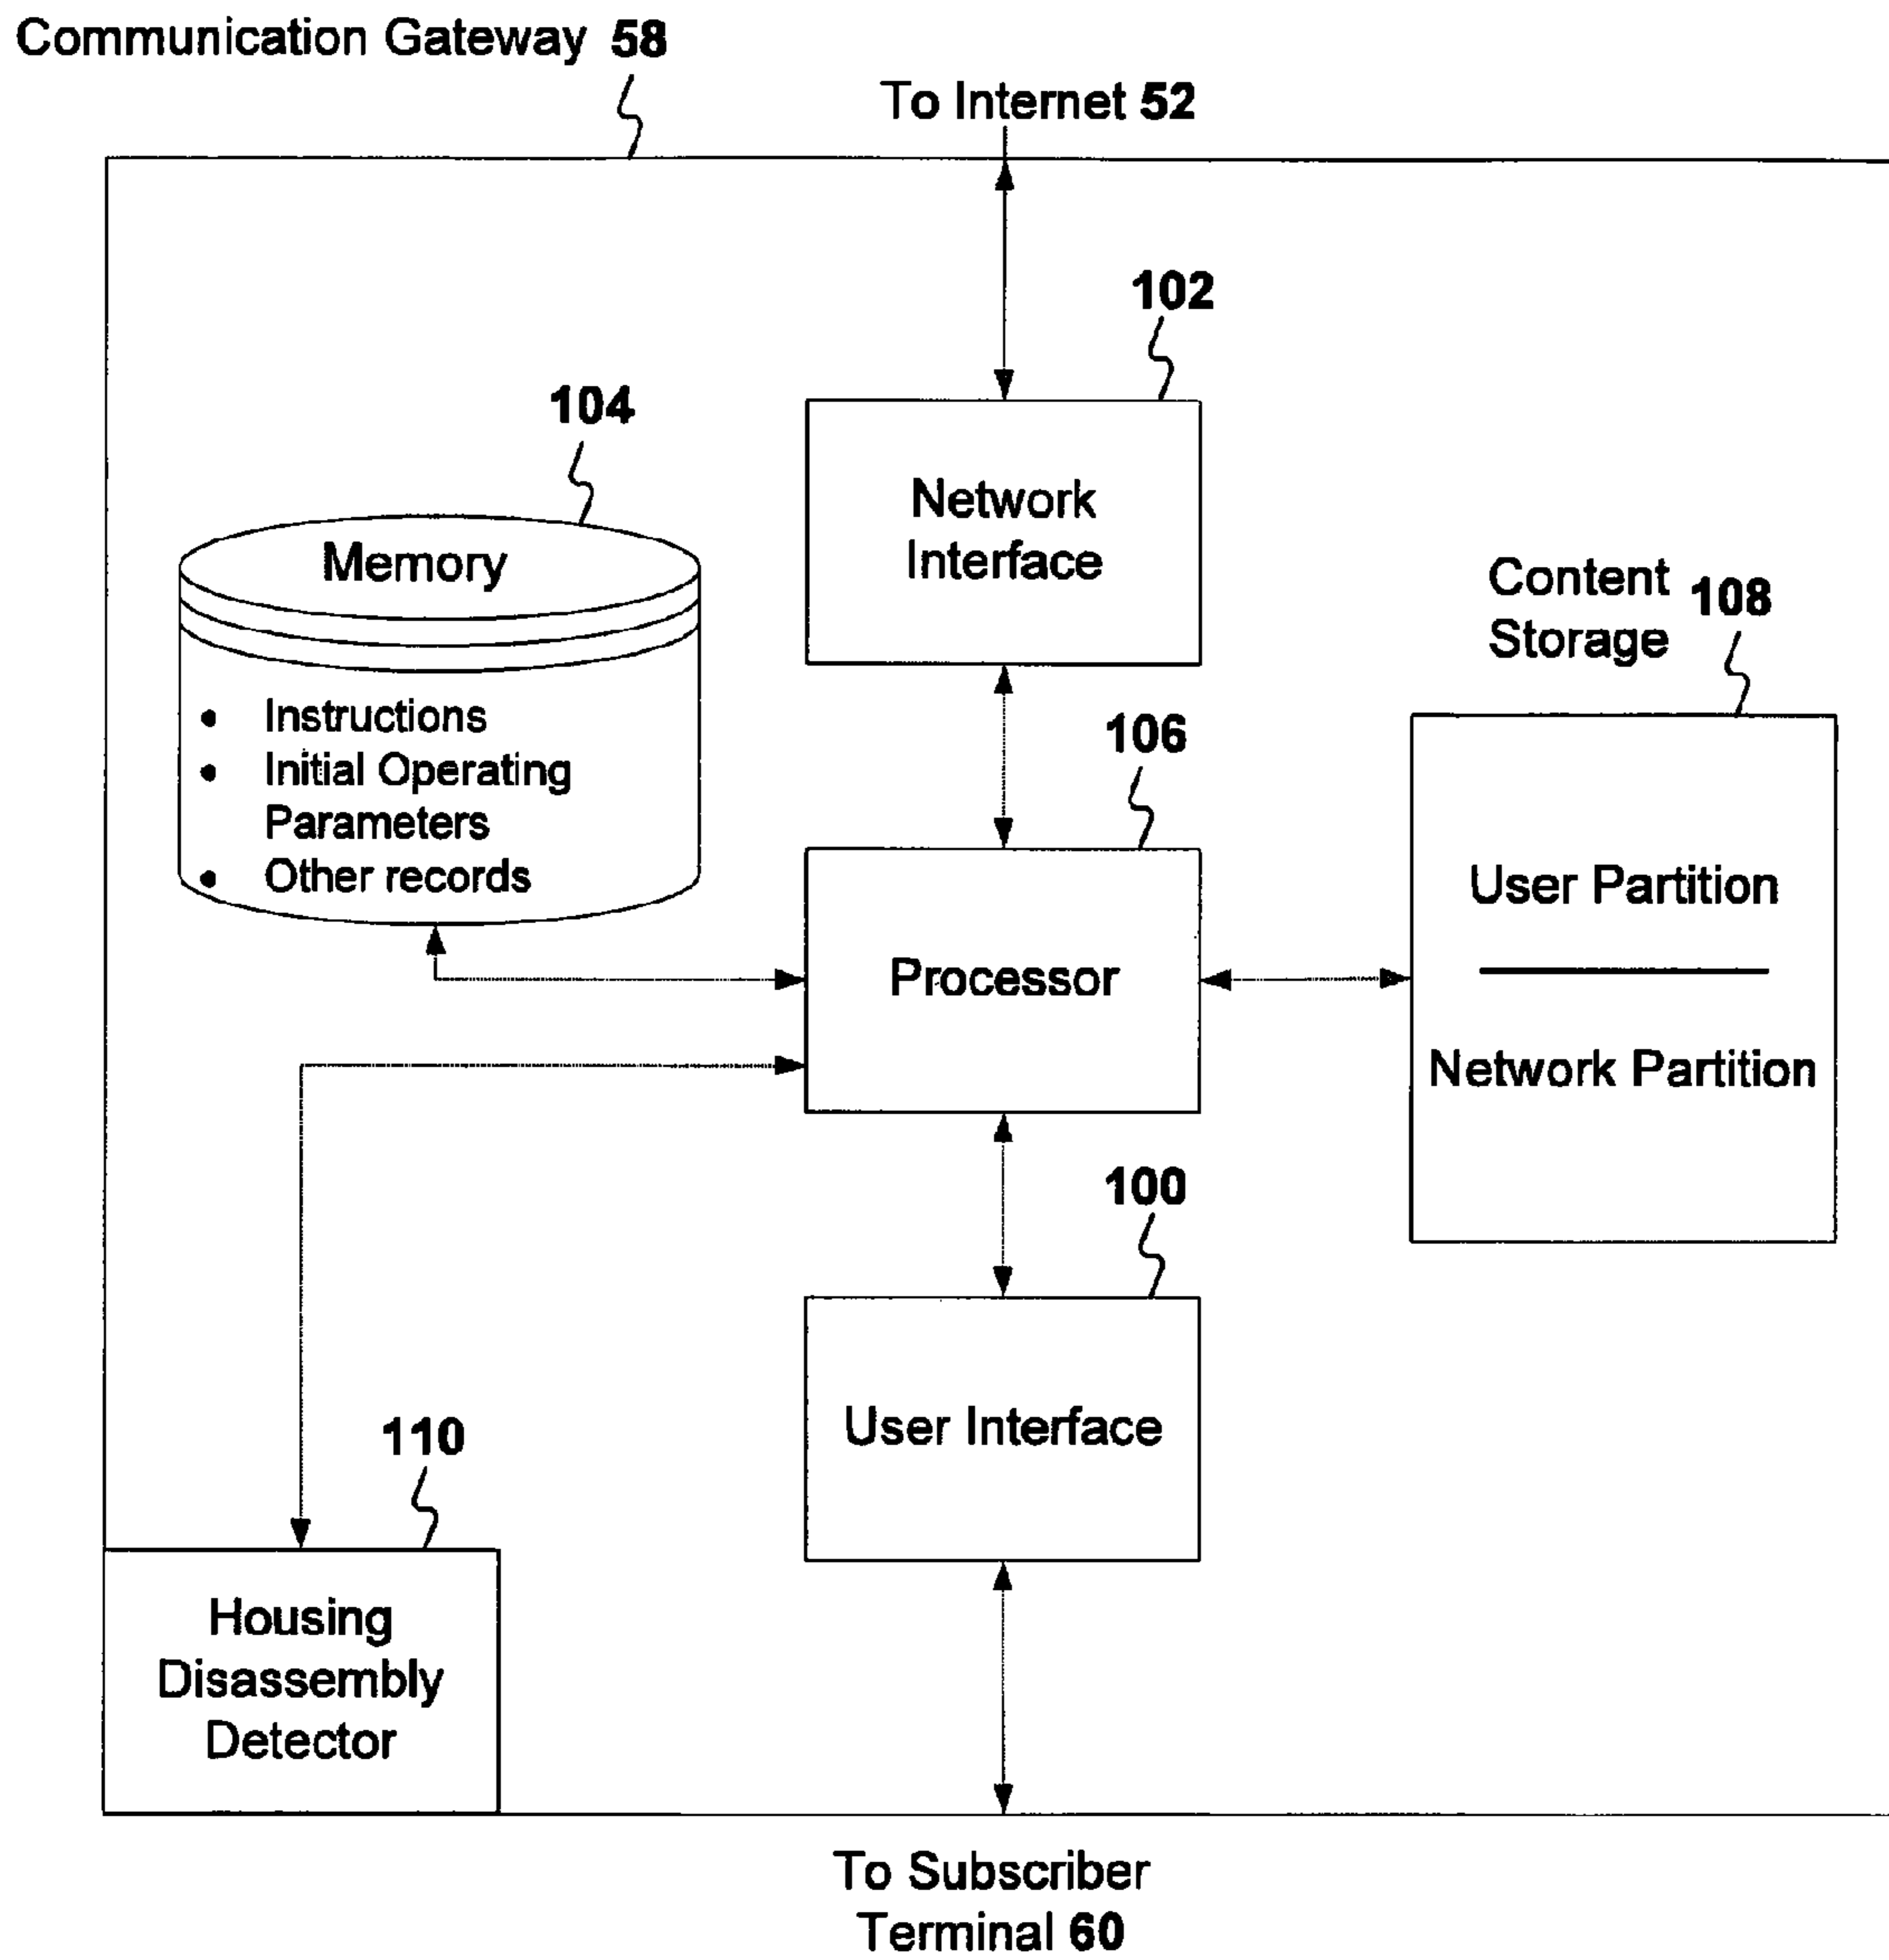 Communication Gateway 58
To Internet 52
102
104
Network
Interface
Memory
Content
Storage 108
• Instructions
• Initial Operating
Parameters
• Other records
106
User Partition
Processor
Network Partition
100
User Interface
110
Housing
Disassembly
Detector
To Subscriber
Terminal 60